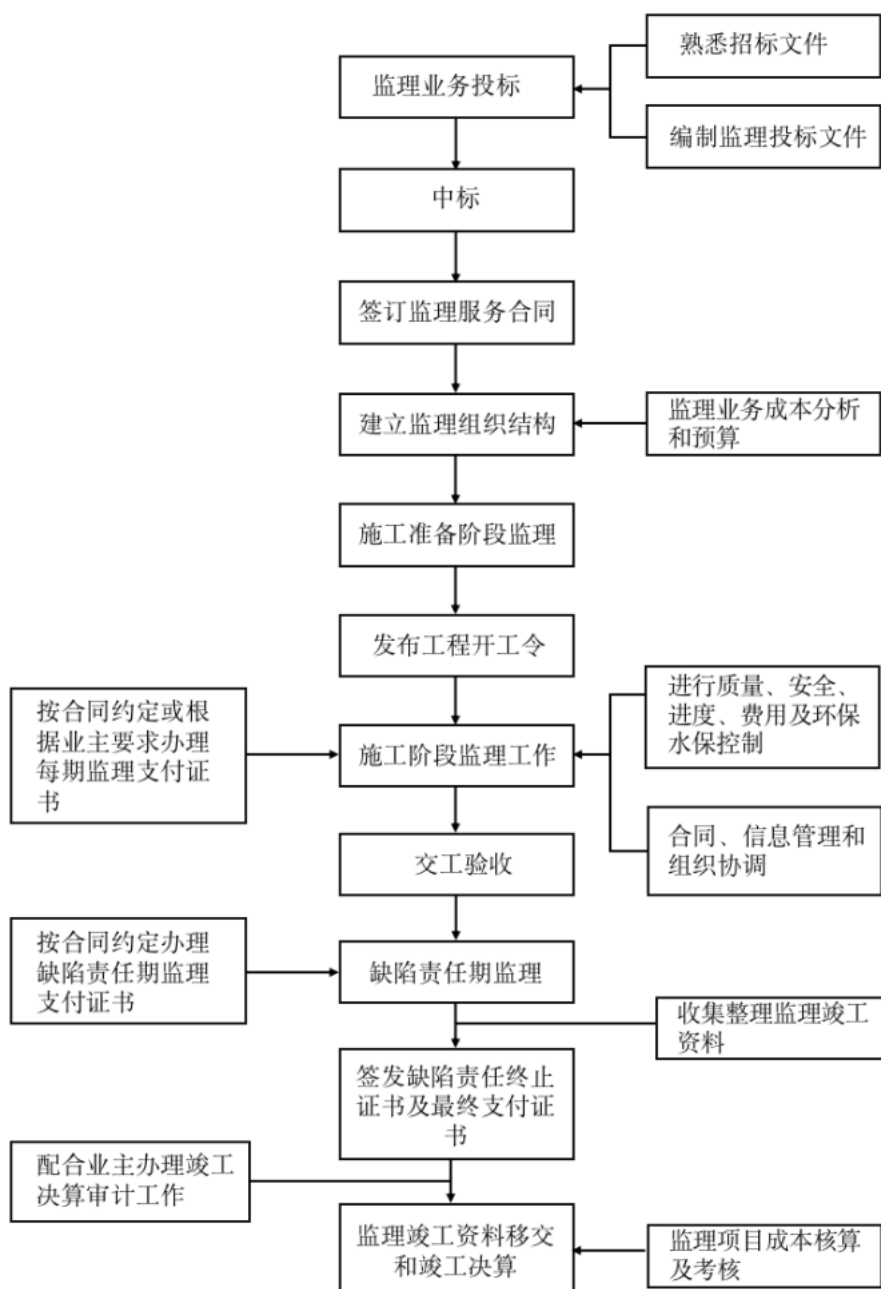 熟悉招标文件
监理业务投标
编制监理投标文件
中标
签订监理服务合同
建立监理组织结构
监理业务成本分析
和预算
施工准备阶段监理
发布工程开工令
按合同约定或根
据业主要求办理
每期监理支付证
书
施工阶段监理工作
进行质量、安全、
进度、费用及环保
水保控制
合同、信息管理和
组织协调
交工验收
按合同约定办理
缺陷责任期监理
支付证书
缺陷责任期监理
收集整理监理竣工
资料
签发缺陷责任终止
证书及最终支付证
书
配合业主办理竣工
决算审计工作
监理竣工资料移交
和竣工决算
监理项目成本核算
及考核